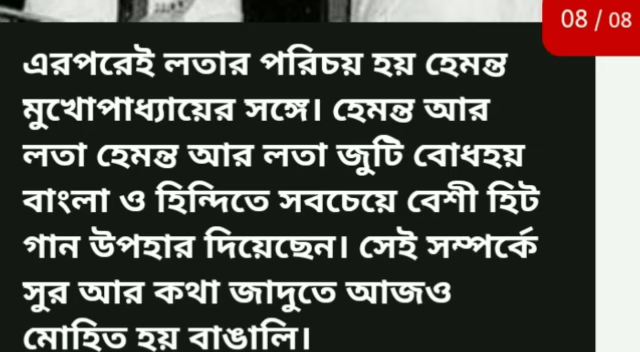 08 / 08
এরপরেই লতার পরিচয় হয় হেমন্ত
মুখোপাধ্যায়ের সঙ্গে। হেমন্ত আর
লতা হেমন্ত আর লতা জুটি বোধহয়
বাংলা ও হিন্দিতে সবচেয়ে বেশী হিট
গান উপহার দিয়েছেন। সেই সম্পর্কে
সুর আর কথা জাদুতে আজও
মোহিত হয় বাঙালি।